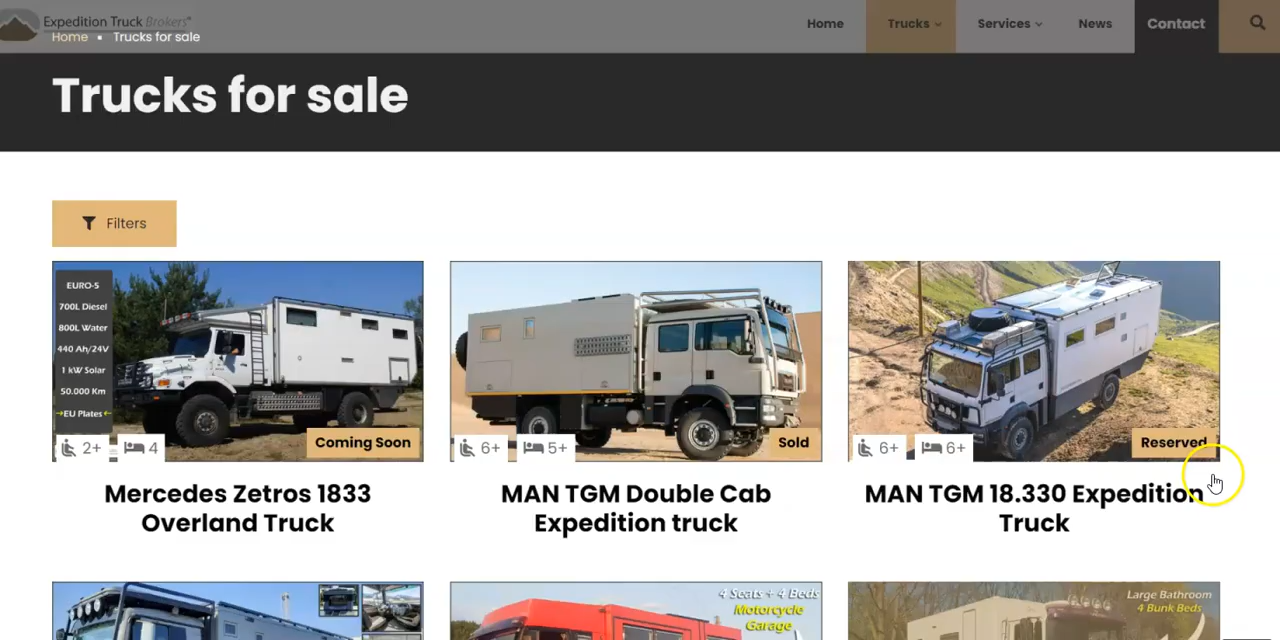 Expedition Truck Brokers®
Home Trucks Services News Contact
Home ▪ Trucks for sale
Trucks for sale
Filters
EURO-5
700L Diesel
800L Water
440 Ah/24V
1 kW Solar
50.000 Km
→EU Plates←
2+ 4
Coming Soon
6+ 5+
Sold
6+ 6+
Reserved
Mercedes Zetros 1833
Overland Truck
MAN TGM Double Cab
Expedition truck
MAN TGM 18.330 Expedition
Truck
4 Seats + 4 Beds
Motorcycle
Garage
Large Bathroom
4 Bunk Beds